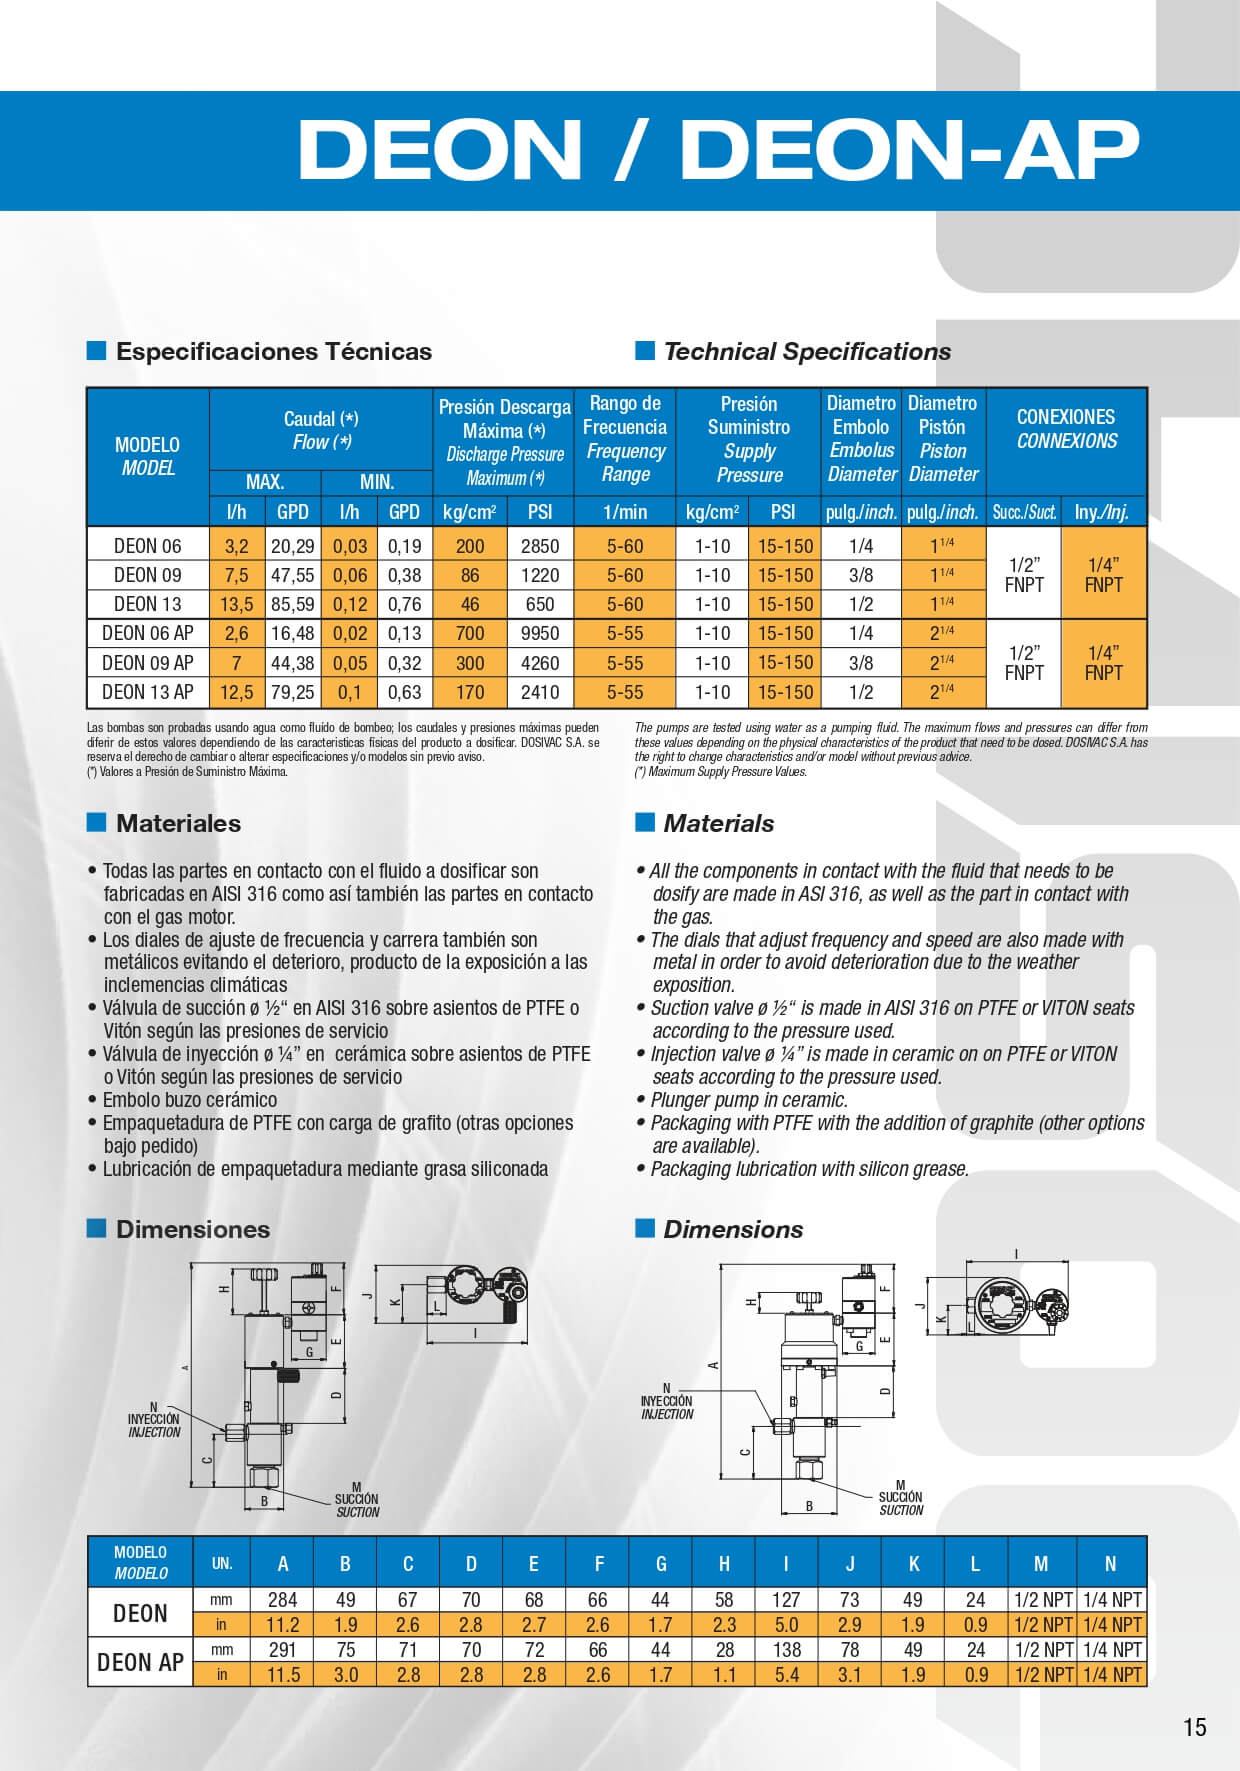 DEON / DEON-AP
Especificaciones Técnicas
Technical Specifications
MODELO
MODEL
Caudal (*)
Flow (*)
MAX. MIN.
Presión Descarga
Máxima (*)
Discharge Pressure
Maximum (*)
Rango de
Frecuencia
Frequency
Range
Presión
Suministro
Supply
Pressure
Diametro
Embolo
Embolus
Diameter
Diametro
Pistón
Piston
Diameter
CONEXIONES
CONNEXIONS
l/h GPD l/h GPD kg/cm² PSI 1/min kg/cm² PSI pulg./inch. pulg./inch. Succ./Suct. Iny./Inj.
DEON 06 3,2 20,29 0,03 0,19 200 2850 5-60 1-10 15-150 1/4 1 1/4
DEON 09 7,5 47,55 0,06 0,38 86 1220 5-60 1-10 15-150 3/8 1 1/4
DEON 13 13,5 85,59 0,12 0,76 46 650 5-60 1-10 15-150 1/2 1 1/4
1/2” FNPT 1/4” FNPT
DEON 06 AP 2,6 16,48 0,02 0,13 700 9950 5-55 1-10 15-150 1/4 2 1/4
DEON 09 AP 7 44,38 0,05 0,32 300 4260 5-55 1-10 15-150 3/8 2 1/4
DEON 13 AP 12,5 79,25 0,1 0,63 170 2410 5-55 1-10 15-150 1/2 2 1/4
1/2” FNPT 1/4” FNPT
Las bombas son probadas usando agua como fluído de bombeo; los caudales y presiones máximas pueden
diferir de estos valores dependiendo de las caracteristicas físicas del producto a dosificar. DOSIVAC S.A. se
reserva el derecho de cambiar o alterar especificaciones y/o modelos sin previo aviso.
(*) Valores a Presión de Suministro Máxima.
The pumps are tested using water as a pumping fluid. The maximum flows and pressures can differ from
these values depending on the physical characteristics of the product that need to be dosed. DOSIVAC S.A. has
the right to change characteristics and/or model without previous advice.
(*) Maximum Supply Pressure Values.
Materiales
• Todas las partes en contacto con el fluido a dosificar son
fabricadas en AISI 316 como así también las partes en contacto
con el gas motor.
• Los diales de ajuste de frecuencia y carrera también son
metálicos evitando el deterioro, producto de la exposición a las
inclemencias climáticas
• Válvula de succión ø ½“ en AISI 316 sobre asientos de PTFE o
Vitón según las presiones de servicio
• Válvula de inyección ø ¼” en cerámica sobre asientos de PTFE
o Vitón según las presiones de servicio
• Embolo buzo cerámico
• Empaquetadura de PTFE con carga de grafito (otras opciones
bajo pedido)
• Lubricación de empaquetadura mediante grasa siliconada
Materials
• All the components in contact with the fluid that needs to be
dosify are made in ASI 316, as well as the part in contact with
the gas.
• The dials that adjust frequency and speed are also made with
metal in order to avoid deterioration due to the weather
exposition.
• Suction valve ø ½“ is made in AISI 316 on PTFE or VITON seats
according to the pressure used.
• Injection valve ø ¼” is made in ceramic on on PTFE or VITON
seats according to the pressure used.
• Plunger pump in ceramic.
• Packaging with PTFE with the addition of graphite (other options
are available).
• Packaging lubrication with silicon grease.
Dimensiones
A
H
F
G
E
D
N
INYECCIÓN
INJECTION
C
B
M
SUCCIÓN
SUCTION
J
K
L
I
Dimensions
A
H
F
G
E
D
N
INYECCIÓN
INJECTION
C
B
M
SUCCIÓN
SUCTION
I
J
K
L
MODELO
MODELO
UN. A B C D E F G H I J K L M N
DEON
mm 284 49 67 70 68 66 44 58 127 73 49 24 1/2 NPT 1/4 NPT
in 11.2 1.9 2.6 2.8 2.7 2.6 1.7 2.3 5.0 2.9 1.9 0.9 1/2 NPT 1/4 NPT
DEON AP
mm 291 75 71 70 72 66 44 28 138 78 49 24 1/2 NPT 1/4 NPT
in 11.5 3.0 2.8 2.8 2.8 2.6 1.7 1.1 5.4 3.1 1.9 0.9 1/2 NPT 1/4 NPT
15